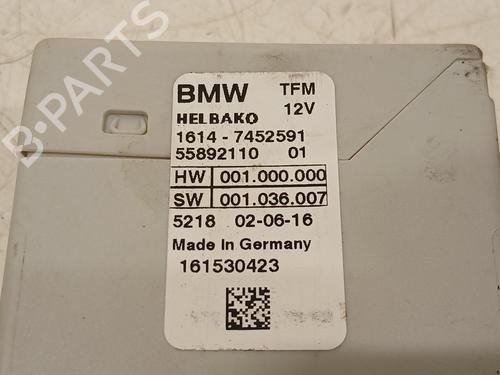 B-PARTS
BMW TFM
HELBAKO 12V
1614 - 7452591
55892110 01
HW 001.000.000
SW 001.036.007
5218 02-06-16
Made In Germany
161530423